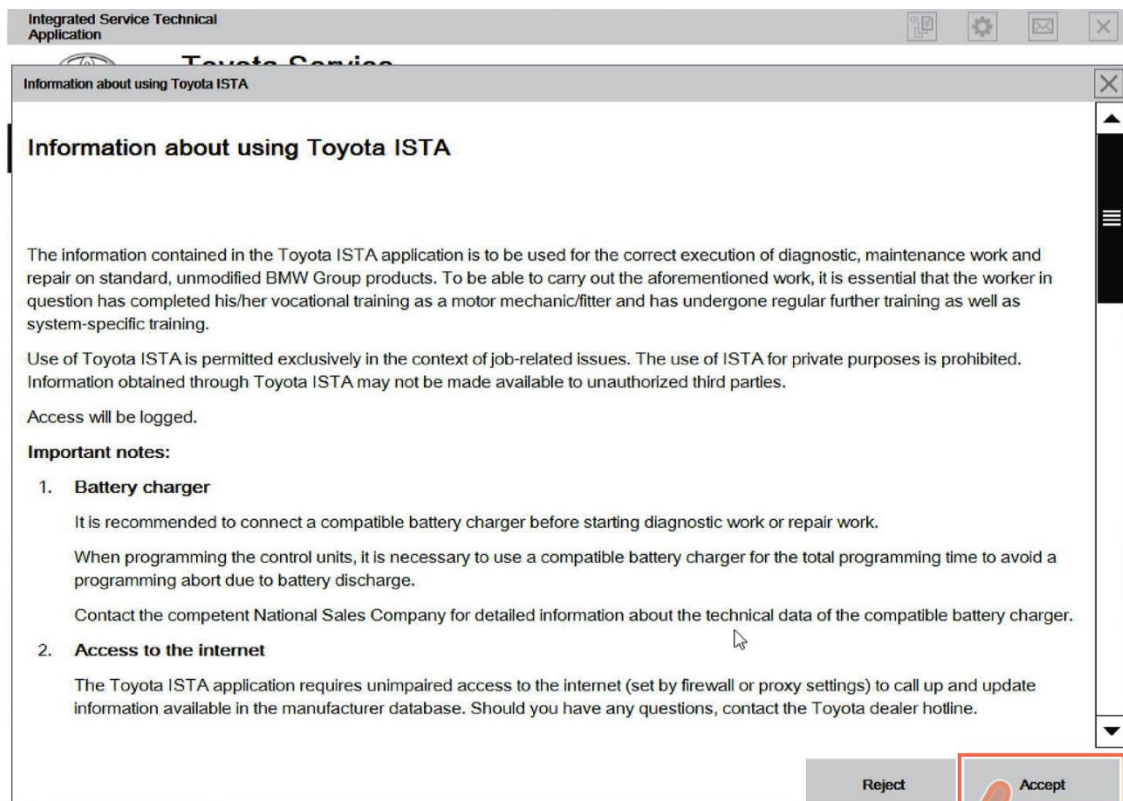 Integrated Service Technical
Application
Toyota Service
Information about using Toyota ISTA
Information about using Toyota ISTA
The information contained in the Toyota ISTA application is to be used for the correct execution of diagnostic, maintenance work and
repair on standard, unmodified BMW Group products. To be able to carry out the aforementioned work, it is essential that the worker in
question has completed his/her vocational training as a motor mechanic/fitter and has undergone regular further training as well as
system-specific training.
Use of Toyota ISTA is permitted exclusively in the context of job-related issues. The use of ISTA for private purposes is prohibited.
Information obtained through Toyota ISTA may not be made available to unauthorized third parties.
Access will be logged.
Important notes:
1. Battery charger
It is recommended to connect a compatible battery charger before starting diagnostic work or repair work.
When programming the control units, it is necessary to use a compatible battery charger for the total programming time to avoid a
programming abort due to battery discharge.
Contact the competent National Sales Company for detailed information about the technical data of the compatible battery charger.
2. Access to the internet
The Toyota ISTA application requires unimpaired access to the internet (set by firewall or proxy settings) to call up and update
information available in the manufacturer database. Should you have any questions, contact the Toyota dealer hotline.
Reject
Accept